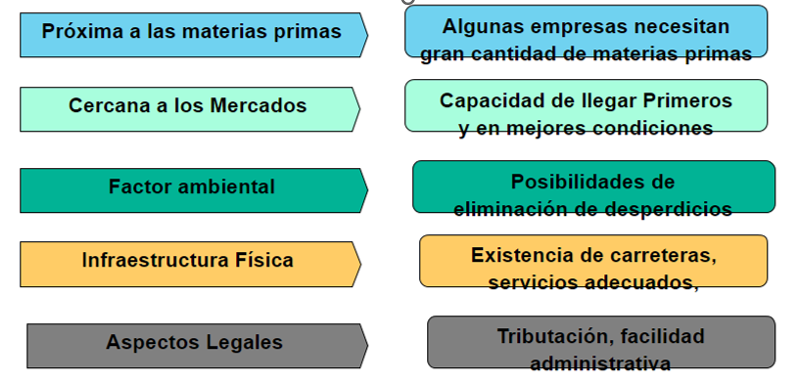 Próxima a las materias primas
Algunas empresas necesitan
gran cantidad de materias primas
Cercana a los Mercados
Capacidad de llegar Primeros
y en mejores condiciones
Factor ambiental
Posibilidades de
eliminación de desperdicios
Infraestructura Física
Existencia de carreteras,
servicios adecuados,
Aspectos Legales
Tributación, facilidad
administrativa